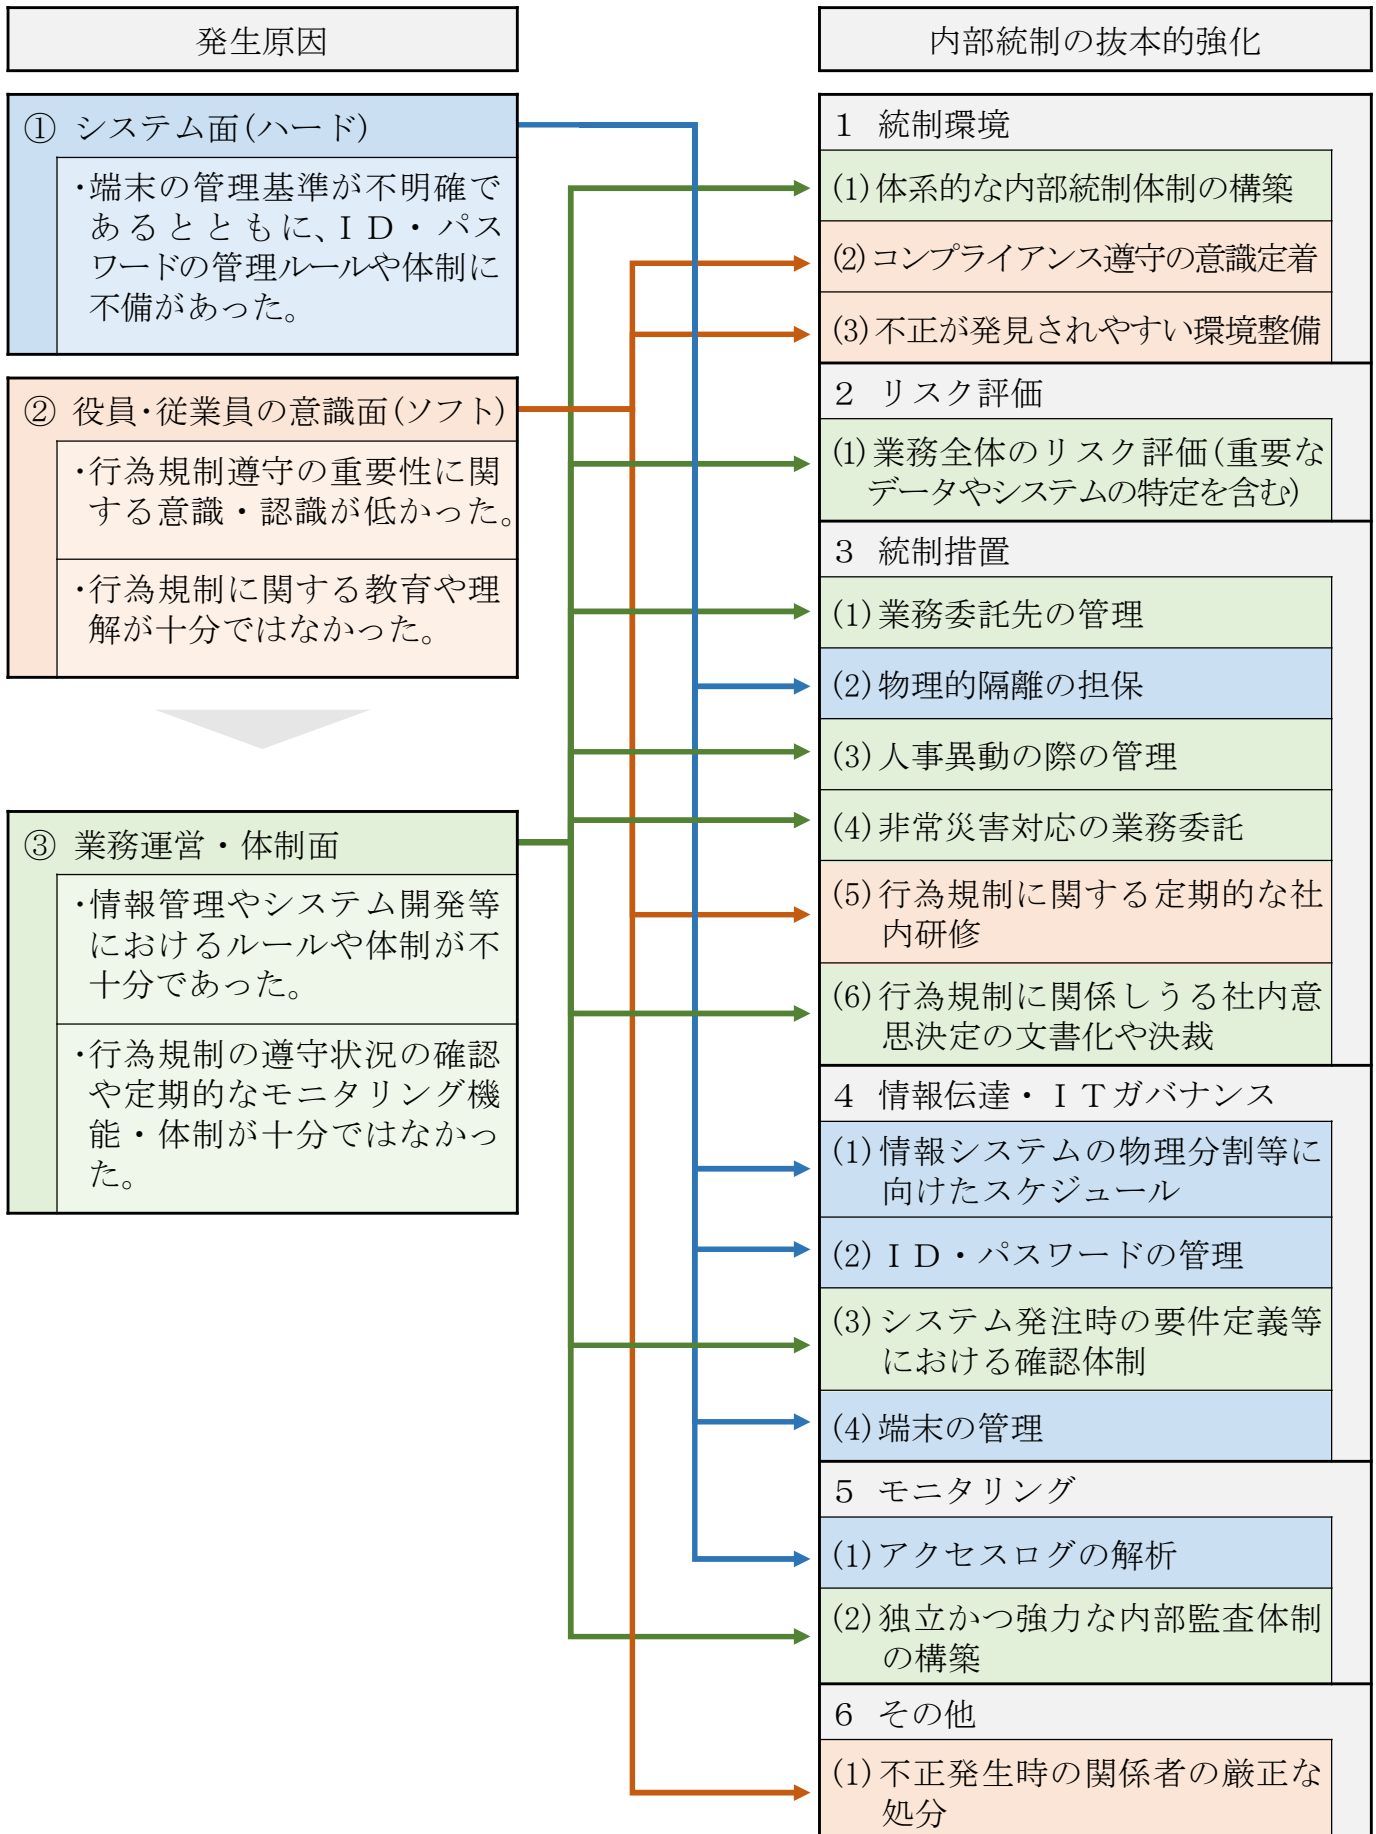 発生原因
① システム面(ハード)
・端末の管理基準が不明確で
あるとともに、ＩＤ・パス
ワードの管理ルールや体制に
不備があった。
② 役員・従業員の意識面(ソフト)
・行為規制遵守の重要性に関
する意識・認識が低かった。
・行為規制に関する教育や理
解が十分ではなかった。
③ 業務運営・体制面
・情報管理やシステム開発等
におけるルールや体制が不
十分であった。
・行為規制の遵守状況の確認
や定期的なモニタリング機
能・体制が十分ではなかっ
た。
内部統制の抜本的強化
１ 統制環境
(1)体系的な内部統制体制の構築
(2)コンプライアンス遵守の意識定着
(3)不正が発見されやすい環境整備
２ リスク評価
(1)業務全体のリスク評価(重要な
データやシステムの特定を含む)
３ 統制措置
(1)業務委託先の管理
(2)物理的隔離の担保
(3)人事異動の際の管理
(4)非常災害対応の業務委託
(5)行為規制に関する定期的な社
内研修
(6)行為規制に関係しうる社内意
思決定の文書化や決裁
４ 情報伝達・ＩＴガバナンス
(1)情報システムの物理分割等に
向けたスケジュール
(2)ＩＤ・パスワードの管理
(3)システム発注時の要件定義等
における確認体制
(4)端末の管理
５ モニタリング
(1)アクセスログの解析
(2)独立かつ強力な内部監査体制
の構築
６ その他
(1)不正発生時の関係者の厳正な
処分